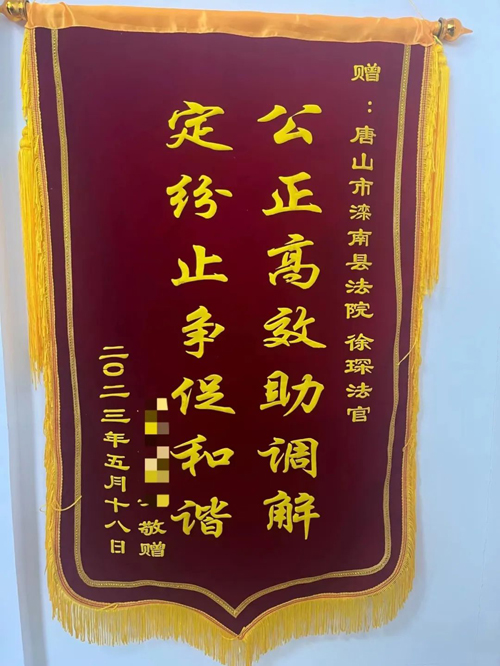 赠：唐山市滦南县法院 徐琛法官
公正高效助调解
定纷止争促和谐
敬赠
二〇二三年五月十八日